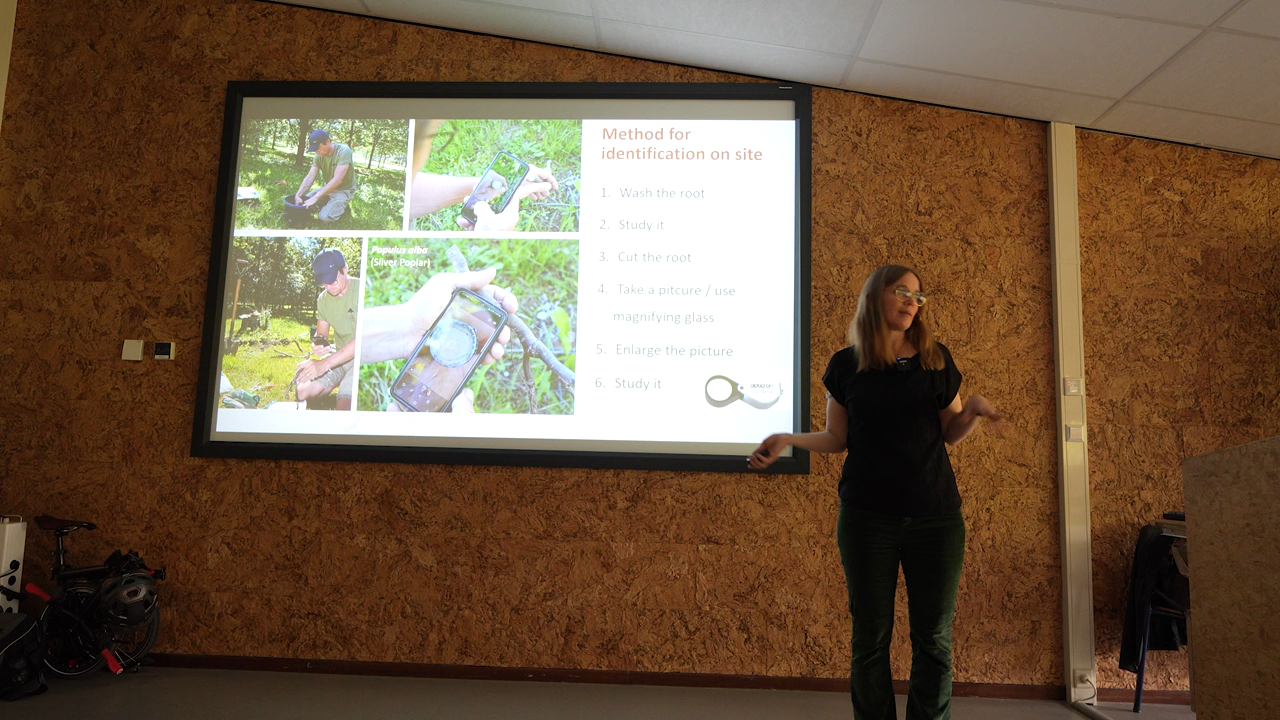 Method for
identification on site
1. Wash the root
2. Study it
3. Cut the root
4. Take a pitcure / use
magnifying glass
5. Enlarge the picture
6. Study it
Populus alba
(Silver Poplar)